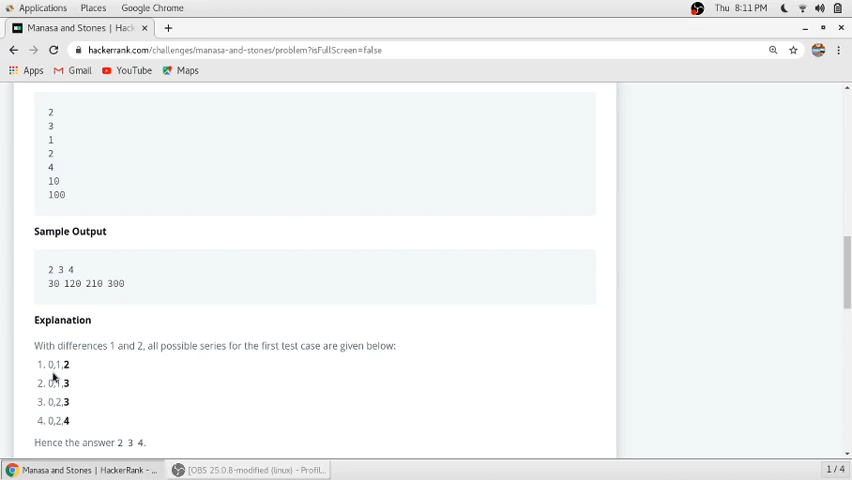 Applications Places Google Chrome Thu 8:11 PM
Manasa and Stones | Hack
hackerrank.com/challenges/manasa-and-stones/problem?isFullScreen=false
Apps Gmail YouTube Maps
2
3
1
2
4
10
100
Sample Output
2 3 4
30 120 210 300
Explanation
With differences 1 and 2, all possible series for the first test case are given below:
1. 0,1,2
2. 0,1,3
3. 0,2,3
4. 0,2,4
Hence the answer 2 3 4.
Manasa and Stones | HackerRank - ... [OBS 25.0.8-modified (linux) - Profil... 1 / 4